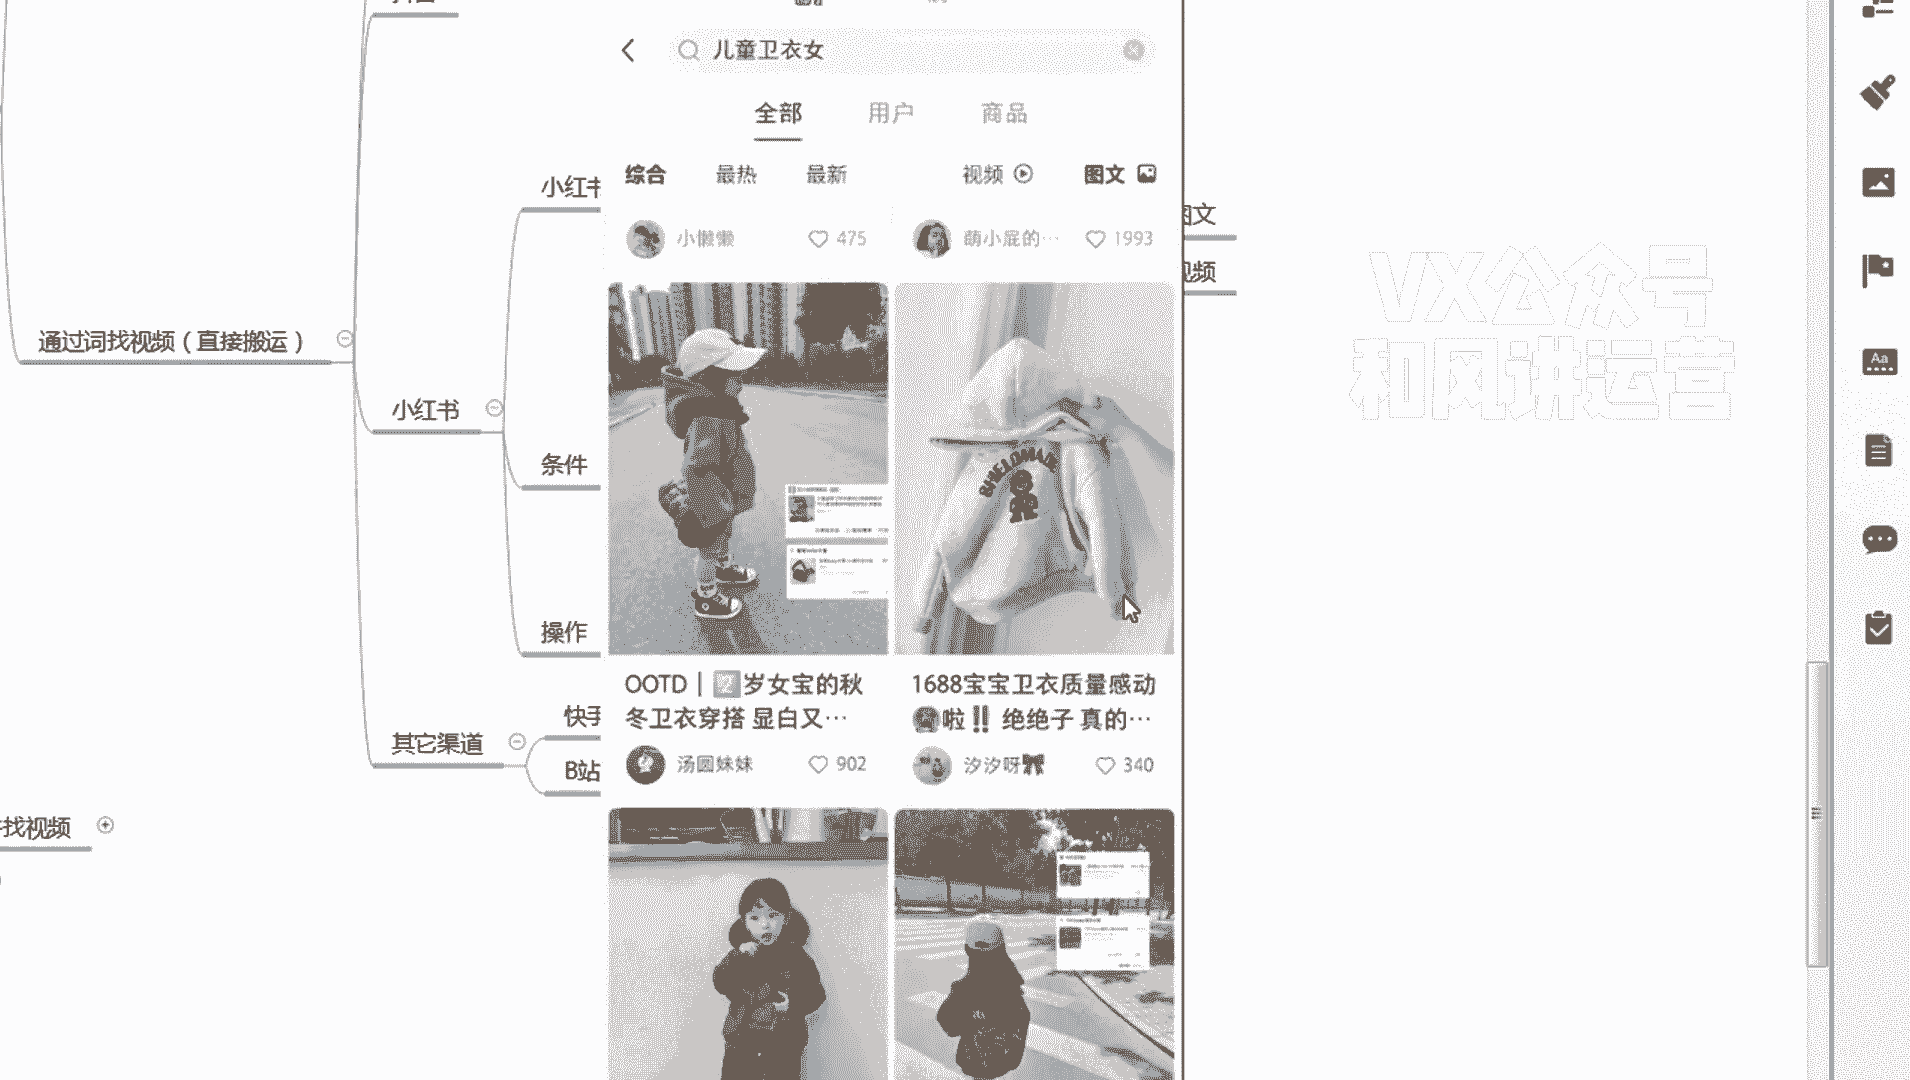 儿童卫衣女
全部
用户
商品
综合
最热
最新
视频
图文
小懒懒
475
萌小屁的…
1993
OOTD｜2️⃣岁女宝的秋
冬卫衣穿搭 显白又…
汤圆妹妹
902
1688宝宝卫衣质量感动
啦‼️ 绝绝子 真的…
汐汐呀
340
通过词找视频（直接搬运）
小红书
小红书
条件
操作
其它渠道
快手
B站
找视频
图文
视频
VX公众号
和风讲运营
Aa